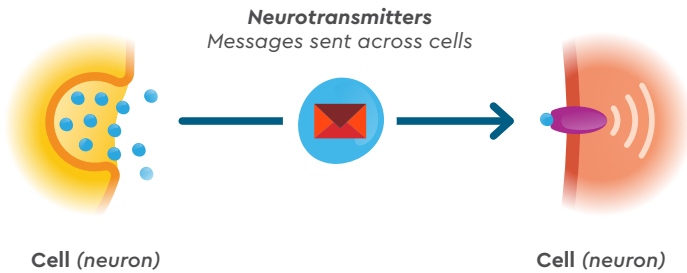 Neurotransmitters
Messages sent across cells
Cell (neuron)
Cell (neuron)